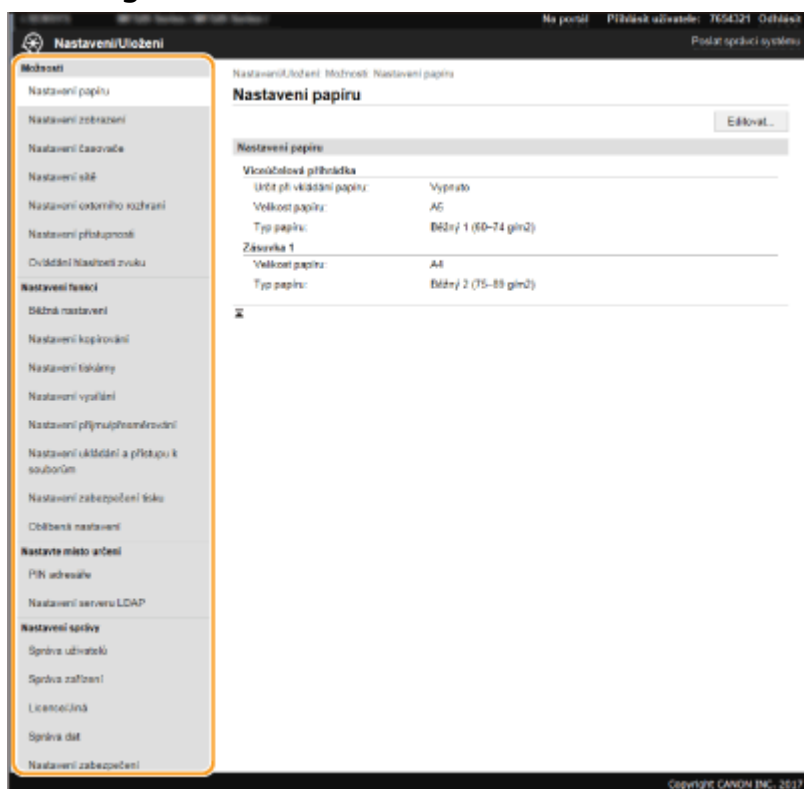 Na portál Přihlásit uživatele: 7654321 Odhlásit
Nastavení/Uložení
Poslat správci systému
Možnosti
Nastavení papíru
Nastavení zobrazení
Nastavení časovače
Nastavení sítě
Nastavení externího rozhraní
Nastavení přístupnosti
Ovládání hlasitosti zvuku
Nastavení funkcí
Běžná nastavení
Nastavení kopírování
Nastavení tiskárny
Nastavení vysílání
Nastavení příjmu/přesměrování
Nastavení ukládání a přístupu k
souborům
Nastavení zabezpečení tisku
Oblíbená nastavení
Nastavte místo určení
PIN adresáře
Nastavení serveru LDAP
Nastavení správy
Správa uživatelů
Správa zařízení
Licence/Jiná
Správa dat
Nastavení zabezpečení
Nastavení/Uložení: Možnosti: Nastavení papíru
Nastavení papíru
Editovat...
Nastavení papíru
Víceúčelová přihrádka
Určit při vkládání papíru: Vypnuto
Velikost papíru:
Typ papíru: Běžný 1 (60–74 g/m2)
Zásuvka 1
Velikost papíru: A4
Typ papíru: Běžný 2 (75–89 g/m2)
Copyright CANON INC. 2017